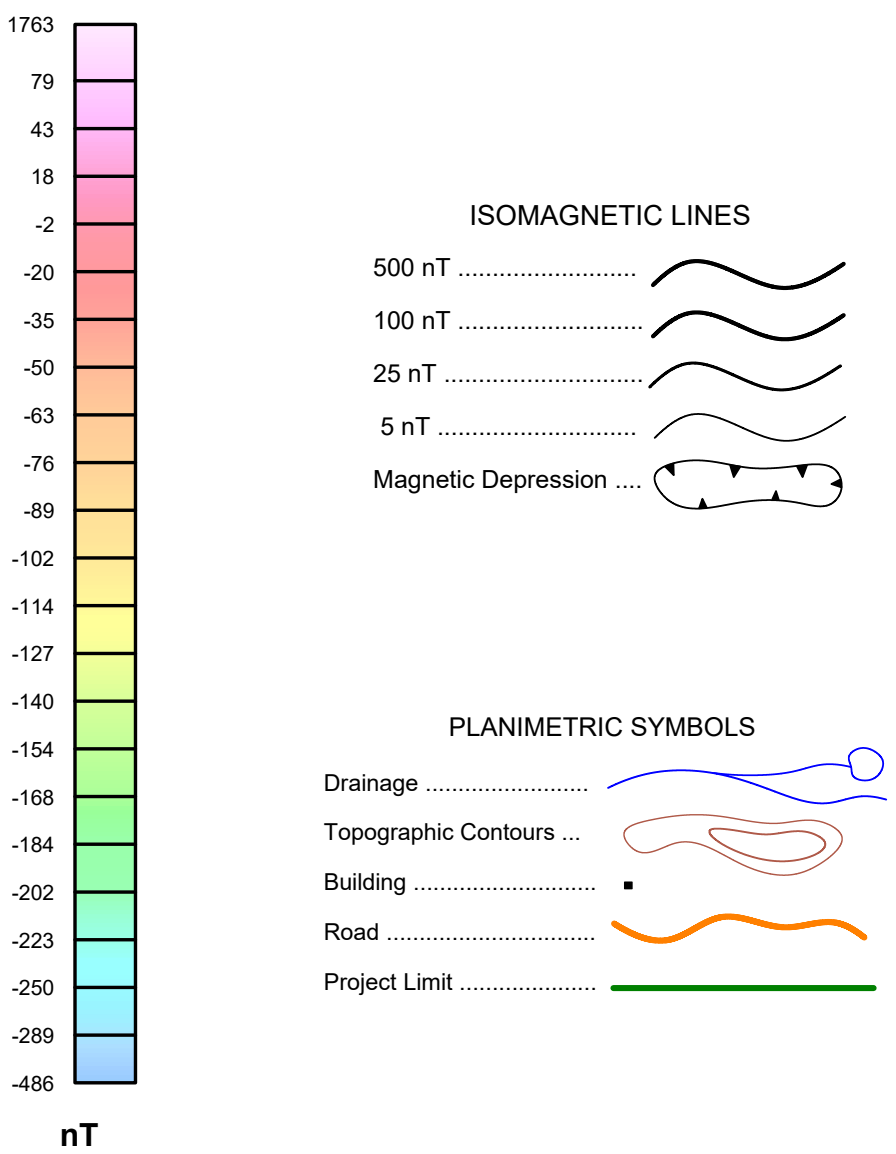 1763
79
43
18
-2
-20
-35
-50
-63
-76
-89
-102
-114
-127
-140
-154
-168
-184
-202
-223
-250
-289
-486
nT
ISOMAGNETIC LINES
500 nT ..........................
100 nT ...........................
25 nT .............................
5 nT .............................
Magnetic Depression ....
PLANIMETRIC SYMBOLS
Drainage ........................
Topographic Contours ...
Building ...........................
Road ...............................
Project Limit ....................